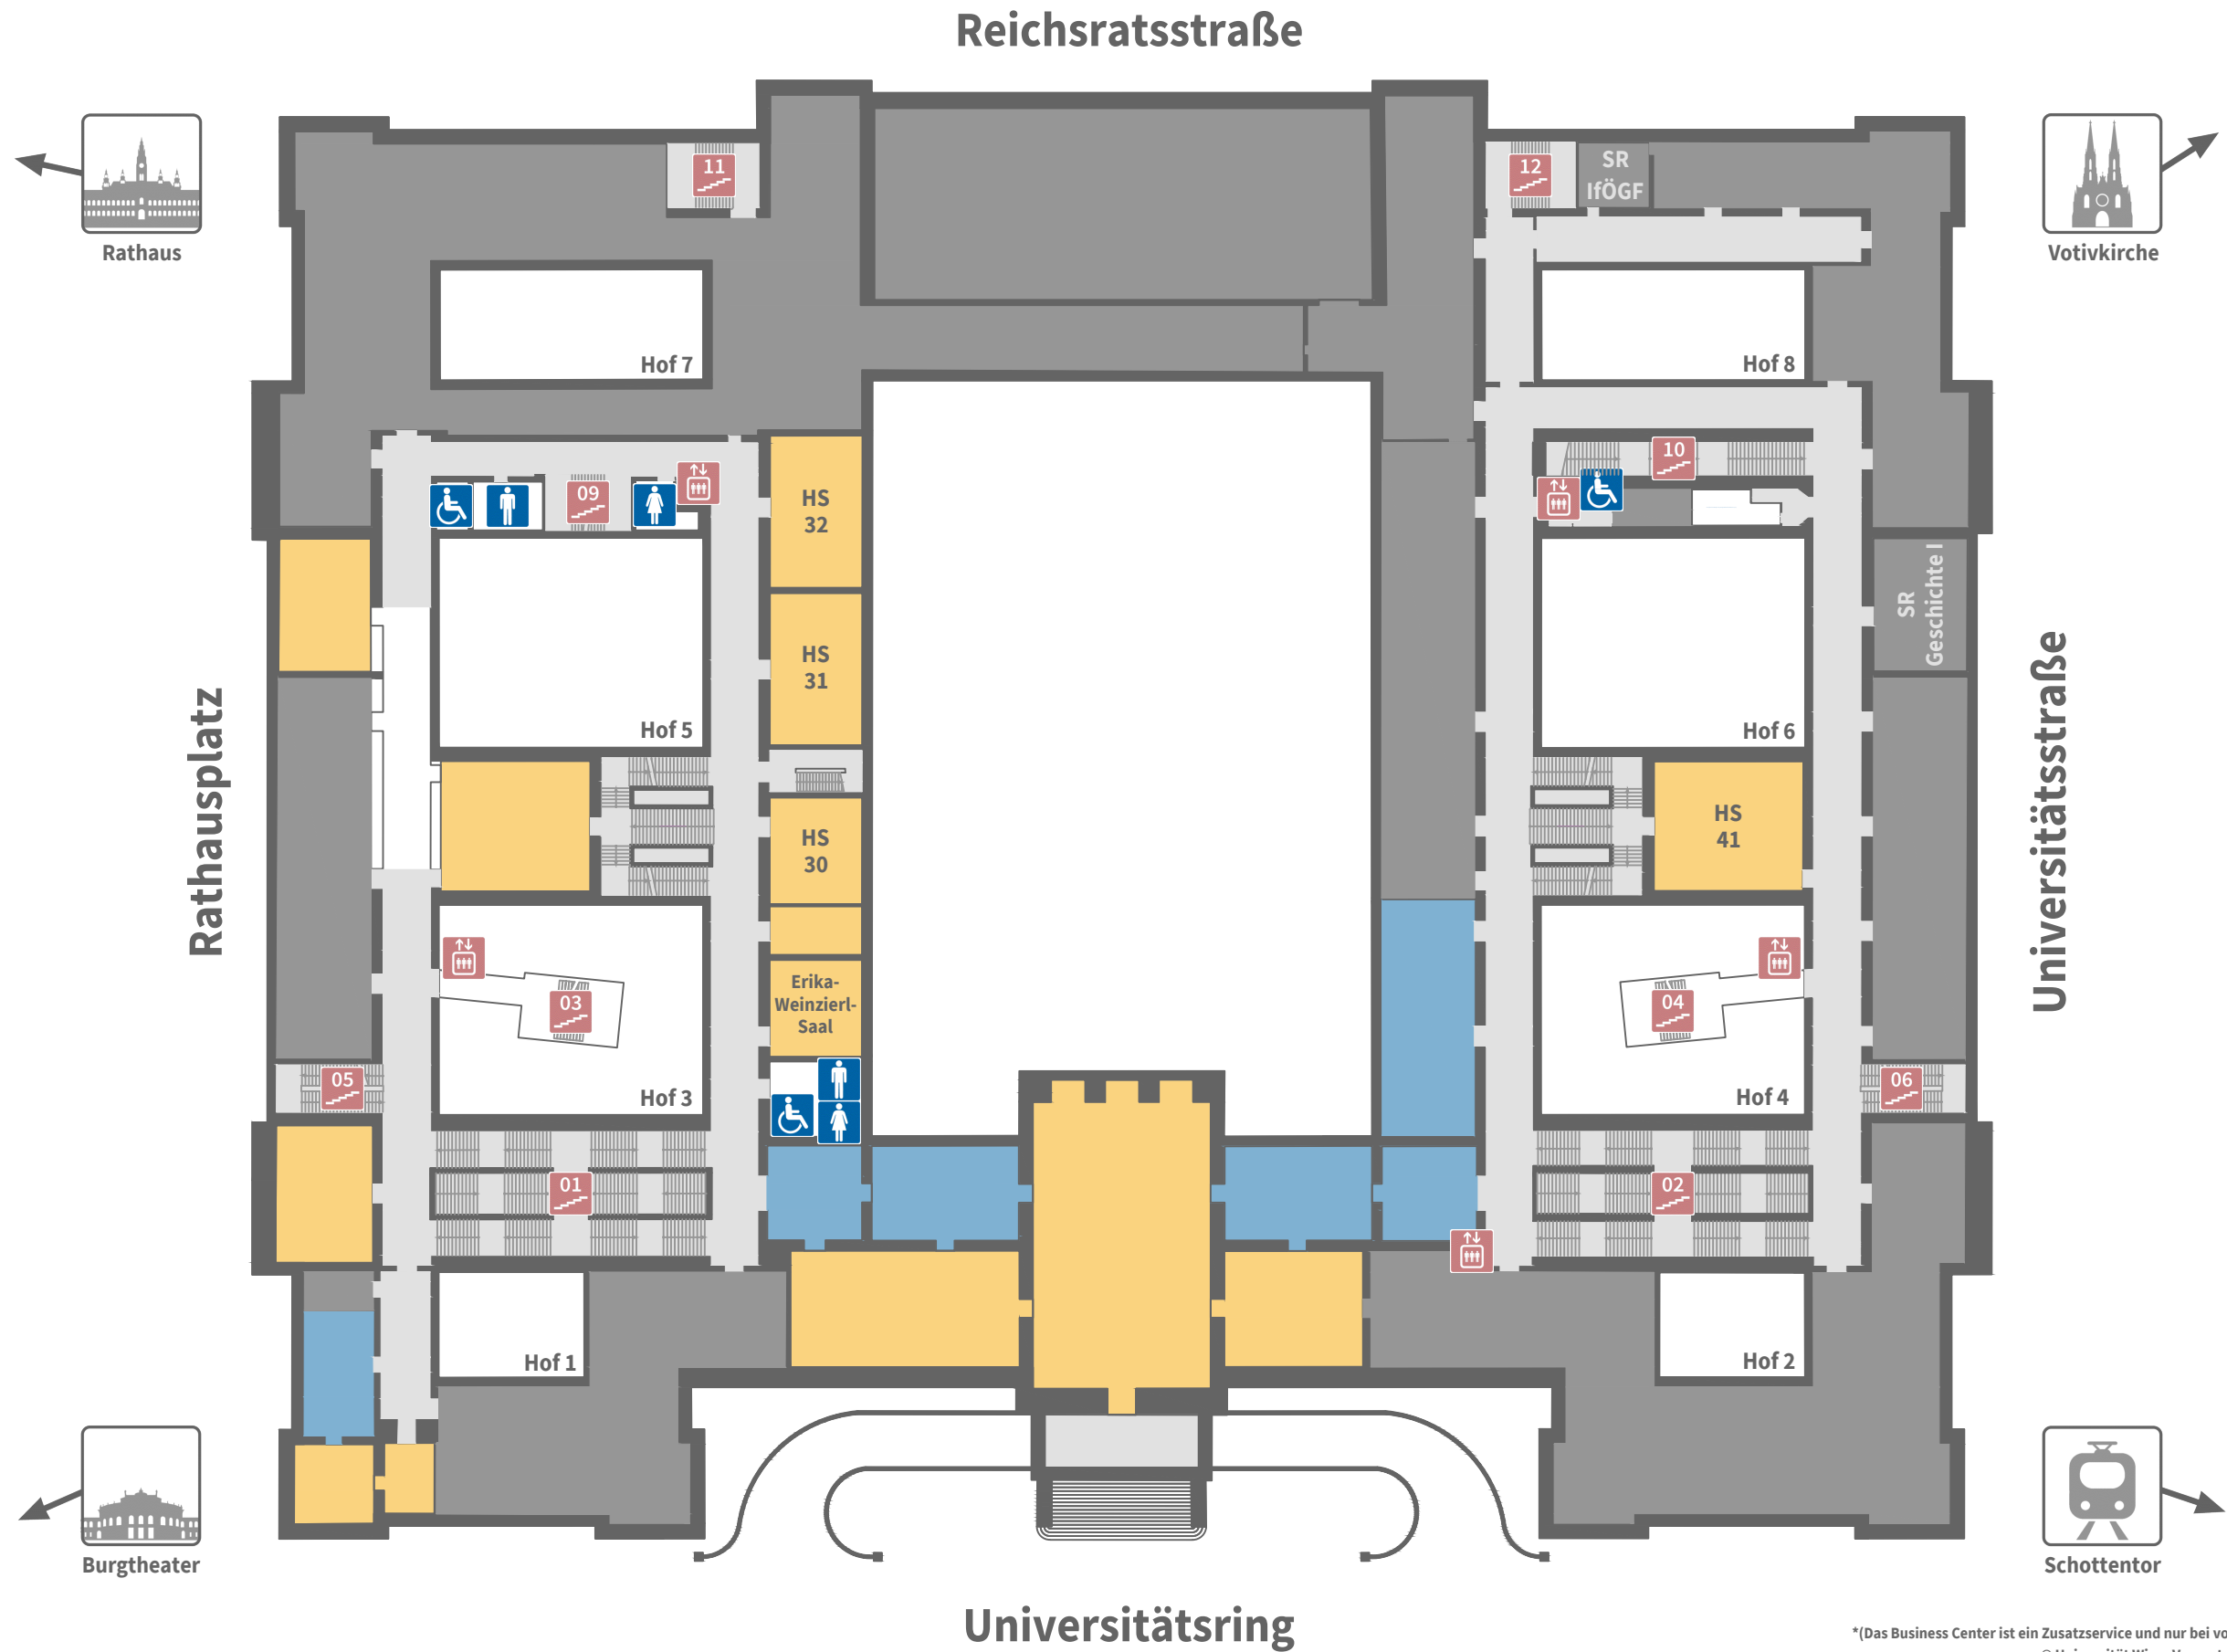 Reichsratsstraße
Rathaus
11
12
SR
IfÖGF
Votivkirche
Hof 7
Hof 8
09
10
HS
32
SR
Geschichte I
HS
31
Hof 5
Hof 6
Rathausplatz
Universitätsstraße
HS
30
HS
41
03
Erika-
Weinzierl-
Saal
04
05
Hof 3
Hof 4
06
01
02
Hof 1
Hof 2
Burgtheater
Schottentor
Universitätsring
*(Das Business Center ist ein Zusatzservice und nur bei vo